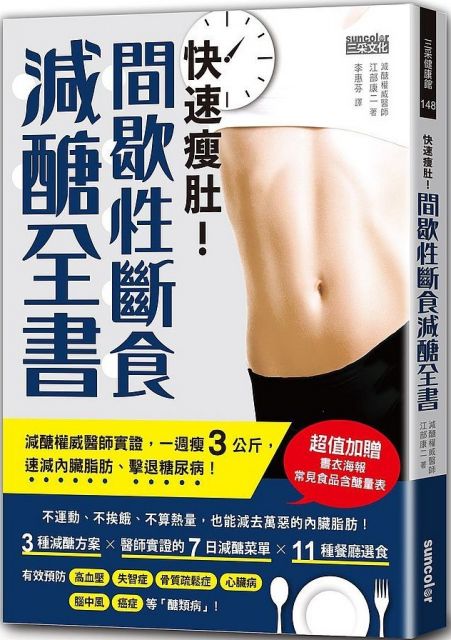 快速瘦肚！
間歇性斷食
減醣全書
suncolor
三采文化
減醣權威醫師
江部康二 著
李惠芬 譯
減醣權威醫師實證，一週瘦3公斤，
速減內臟脂肪、擊退糖尿病！
超值加贈
書衣海報
常見食品含醣量表
不運動、不挨餓、不算熱量，也能減去萬惡的內臟脂肪！
3種減醣方案×醫師實證的7日減醣菜單×11種餐廳選食
有效預防 高血壓 失智症 骨質疏鬆症 心臟病
腦中風 癌症 等「醣類病」！
三采健康館
148
快速瘦肚！
間歇性斷食減醣全書
減醣權威醫師
江部康二 著
suncolor